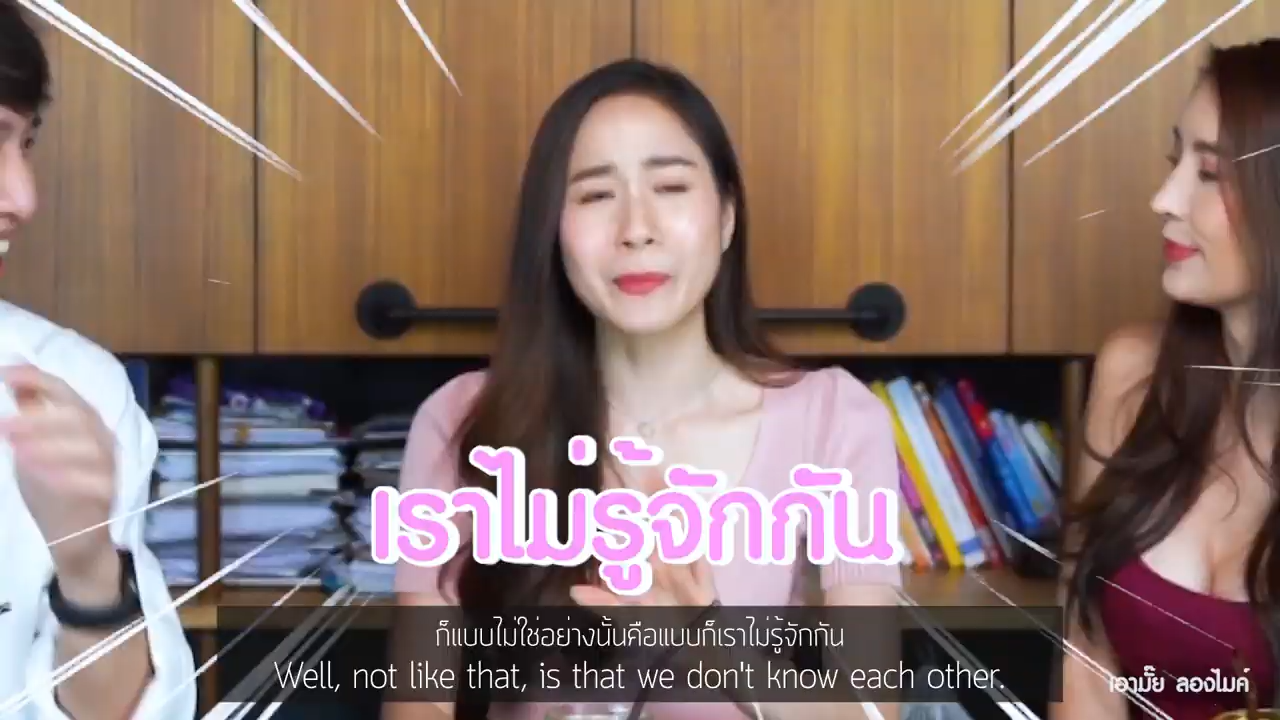 เราไม่รู้จักกัน
ก็แบบไม่ใช่อย่างนั้นคือแบบก็เราไม่รู้จักกัน
Well, not like that, is that we don't know each other.
เอามั๊ย ลองไมค์